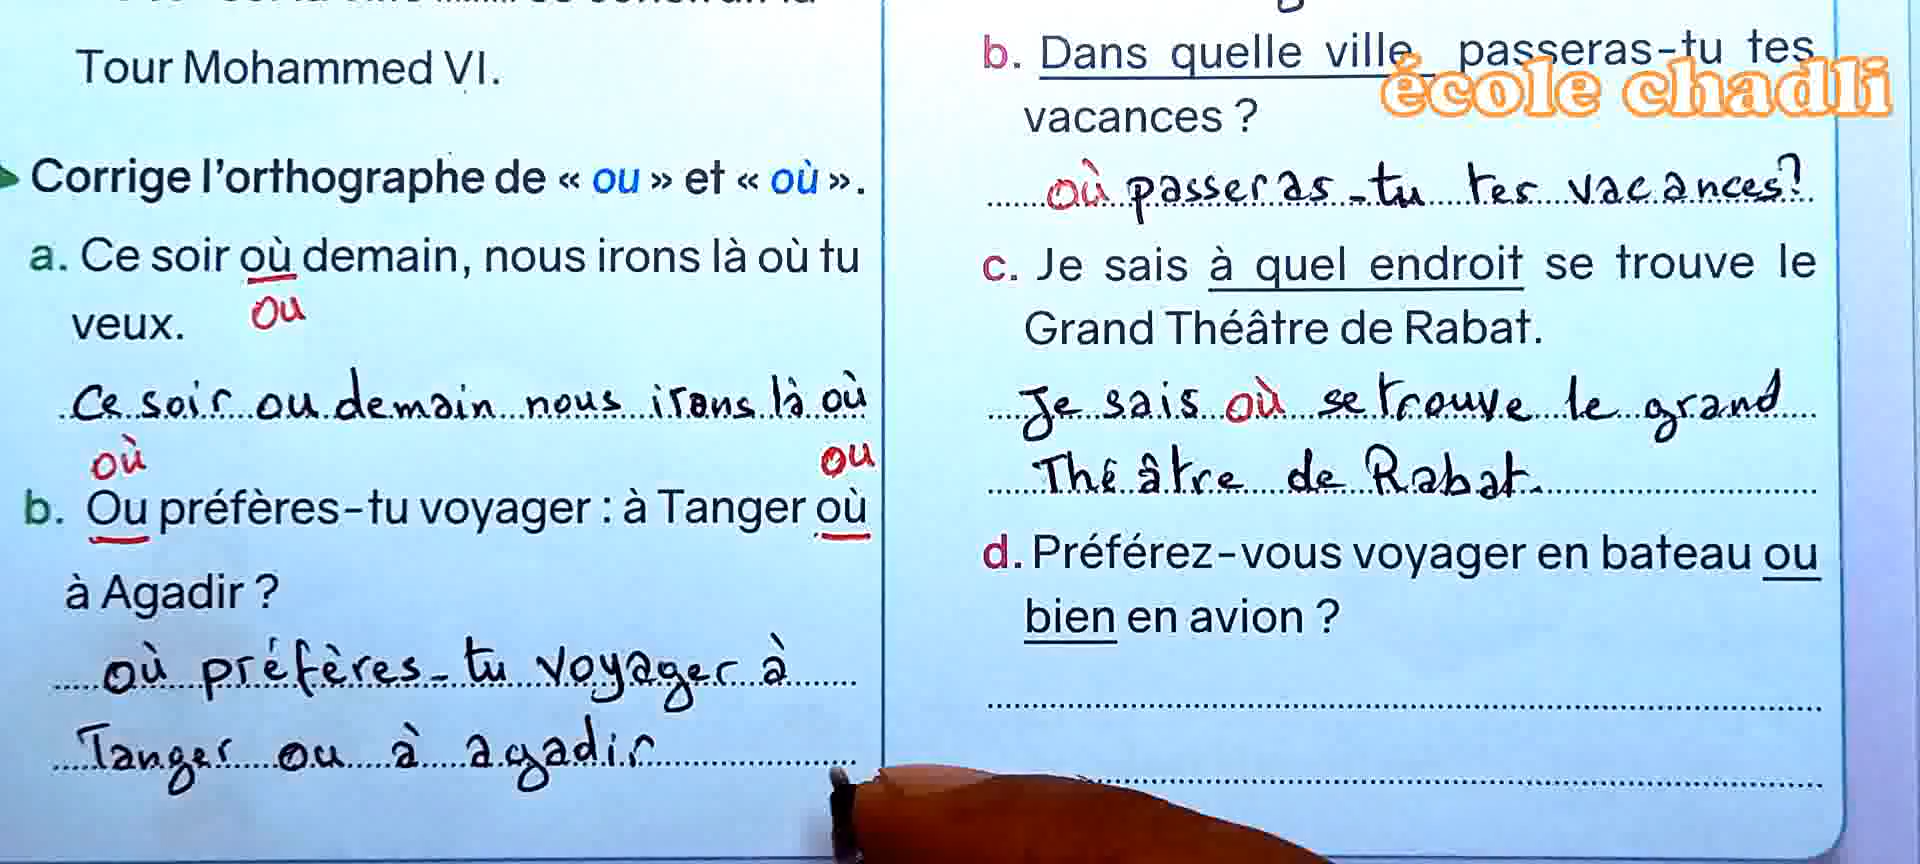 Tour Mohammed VI.
Corrige l'orthographe de « ou » et « où ».
a. Ce soir où demain, nous irons là où tu
veux.
ou
Ce soir ou demain nous irons là où
où
ou
b. Ou préfères-tu voyager : à Tanger où
à Agadir ?
où préfères-tu voyager à
Tanger ou à agadir
b. Dans quelle ville passeras-tu tes
école chadli
vacances ?
où passeras-tu tes vacances?
c. Je sais à quel endroit se trouve le
Grand Théâtre de Rabat.
Je sais où se trouve le grand
Théâtre de Rabat.
d. Préférez-vous voyager en bateau ou
bien en avion ?